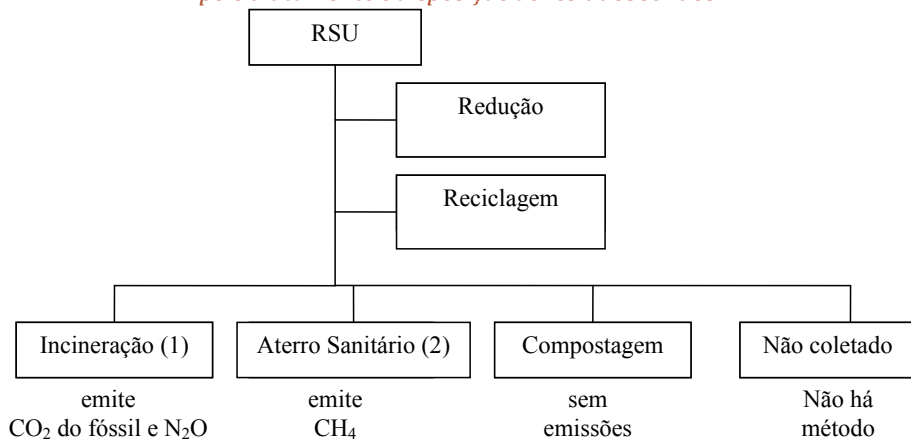 RSU
Redução
Reciclagem
Incineração (1)
Aterro Sanitário (2)
Compostagem
Não coletado
emite
CO₂ do fóssil e N₂O
emite
CH₄
sem
emissões
Não há
método